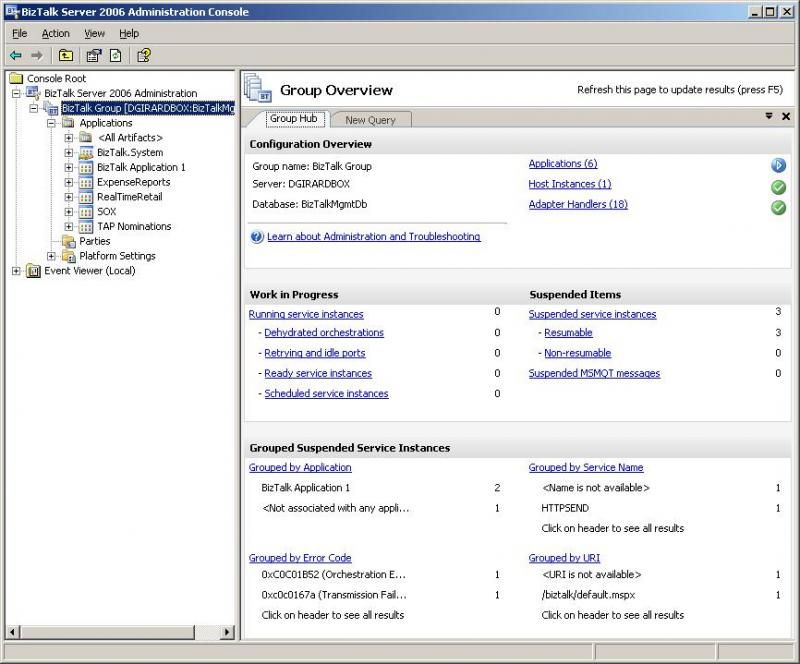 BizTalk Server 2006 Administration Console
File Action View Help
Console Root
BizTalk Server 2006 Administration
BizTalk Group [DGIRARDBOX:BizTalkMg
Applications
<All Artifacts>
BizTalk.System
BizTalk Application 1
ExpenseReports
RealTimeRetail
SOX
TAP Nominations
Parties
Platform Settings
Event Viewer (Local)
Group Overview
Refresh this page to update results (press F5)
Group Hub New Query
Configuration Overview
Group name: BizTalk Group Applications (6)
Server: DGIRARDBOX Host Instances (1)
Database: BizTalkMgmtDb Adapter Handlers (18)
Learn about Administration and Troubleshooting
Work in Progress
Running service instances 0
- Dehydrated orchestrations 0
- Retrying and idle ports 0
- Ready service instances 0
- Scheduled service instances 0
Suspended Items
Suspended service instances 3
- Resumable 3
- Non-resumable 0
Suspended MSMQT messages 0
Grouped Suspended Service Instances
Grouped by Application
BizTalk Application 1 2
<Not associated with any appli... 1
Grouped by Service Name
<Name is not available> 1
HTTPSEND 1
Click on header to see all results
Grouped by Error Code
0xC0C01B52 (Orchestration E... 1
0xc0c0167a (Transmission Fail... 1
Click on header to see all results
Grouped by URI
<URI is not available> 1
/biztalk/default.mspx 1
Click on header to see all results